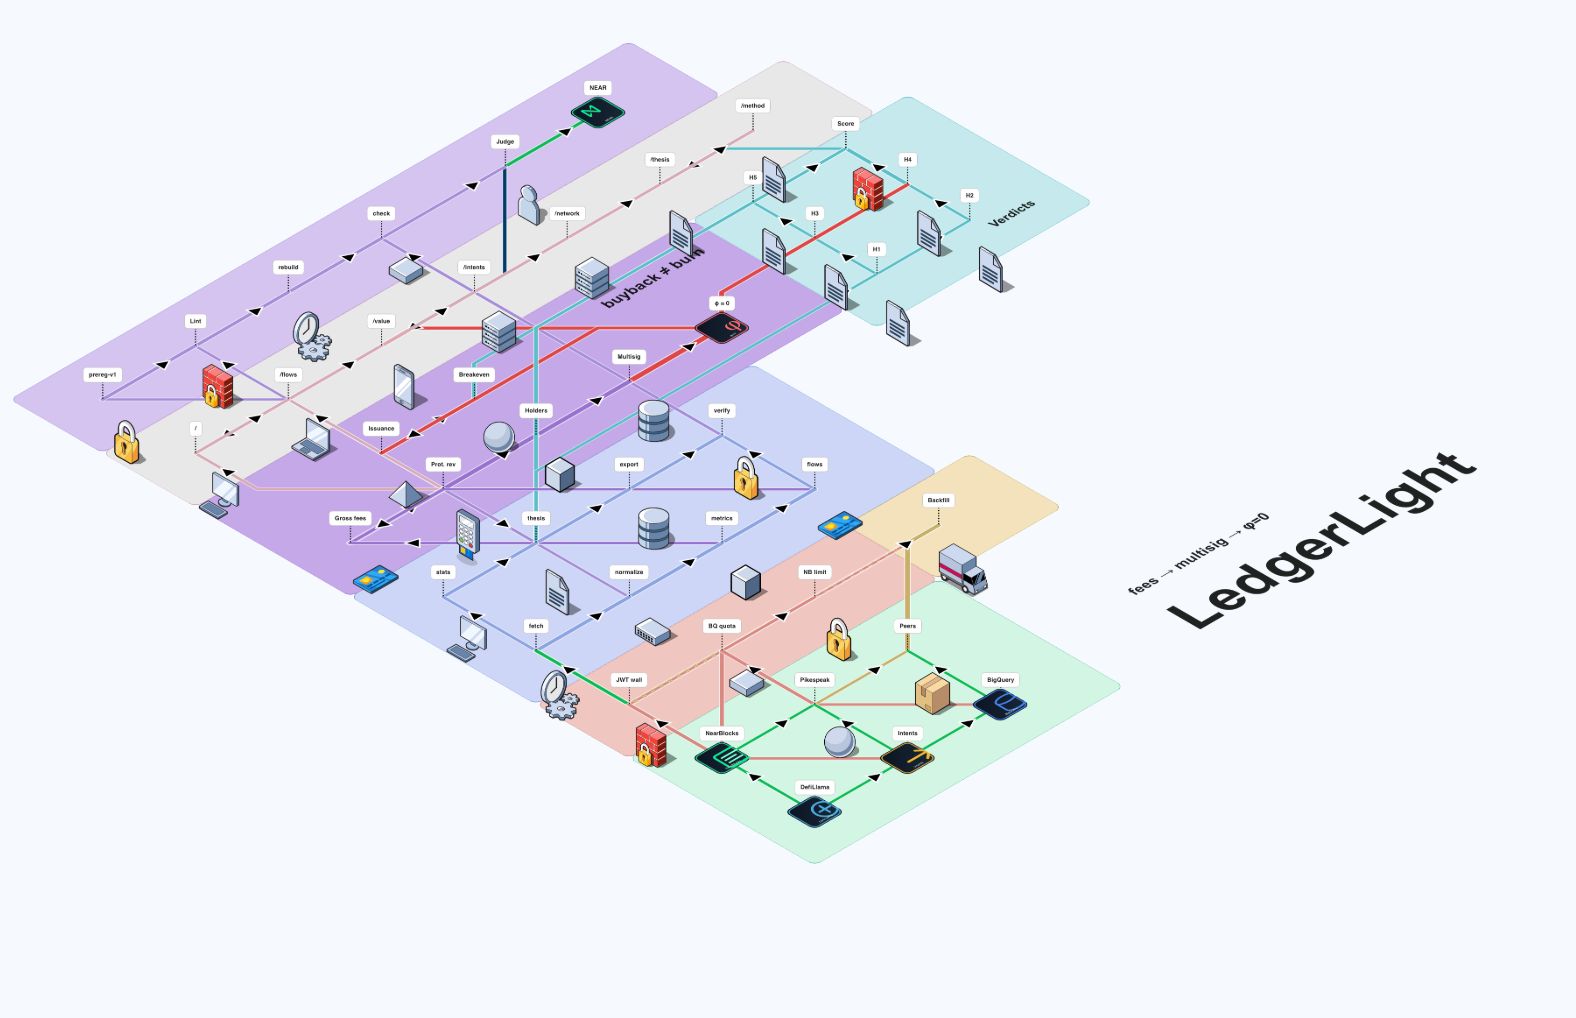 NEAR
/method
Score
Judge
/thesis
H4
H5
H2
check
/network
H3
Verdicts
H1
rebuild
/intents
buyback ≠ burn
φ = 0
Lint
/value
Multisig
prereg-v1
/flows
Breakeven
Holders
verify
/
Issuance
Prot. rev
export
flows
Backfill
Gross fees
thesis
metrics
fees → multisig → φ=0
LedgerLight
stats
normalize
NB limit
fetch
BQ quota
Peers
JWT wall
Pikespeak
BigQuery
NearBlocks
Intents
DefiLlama